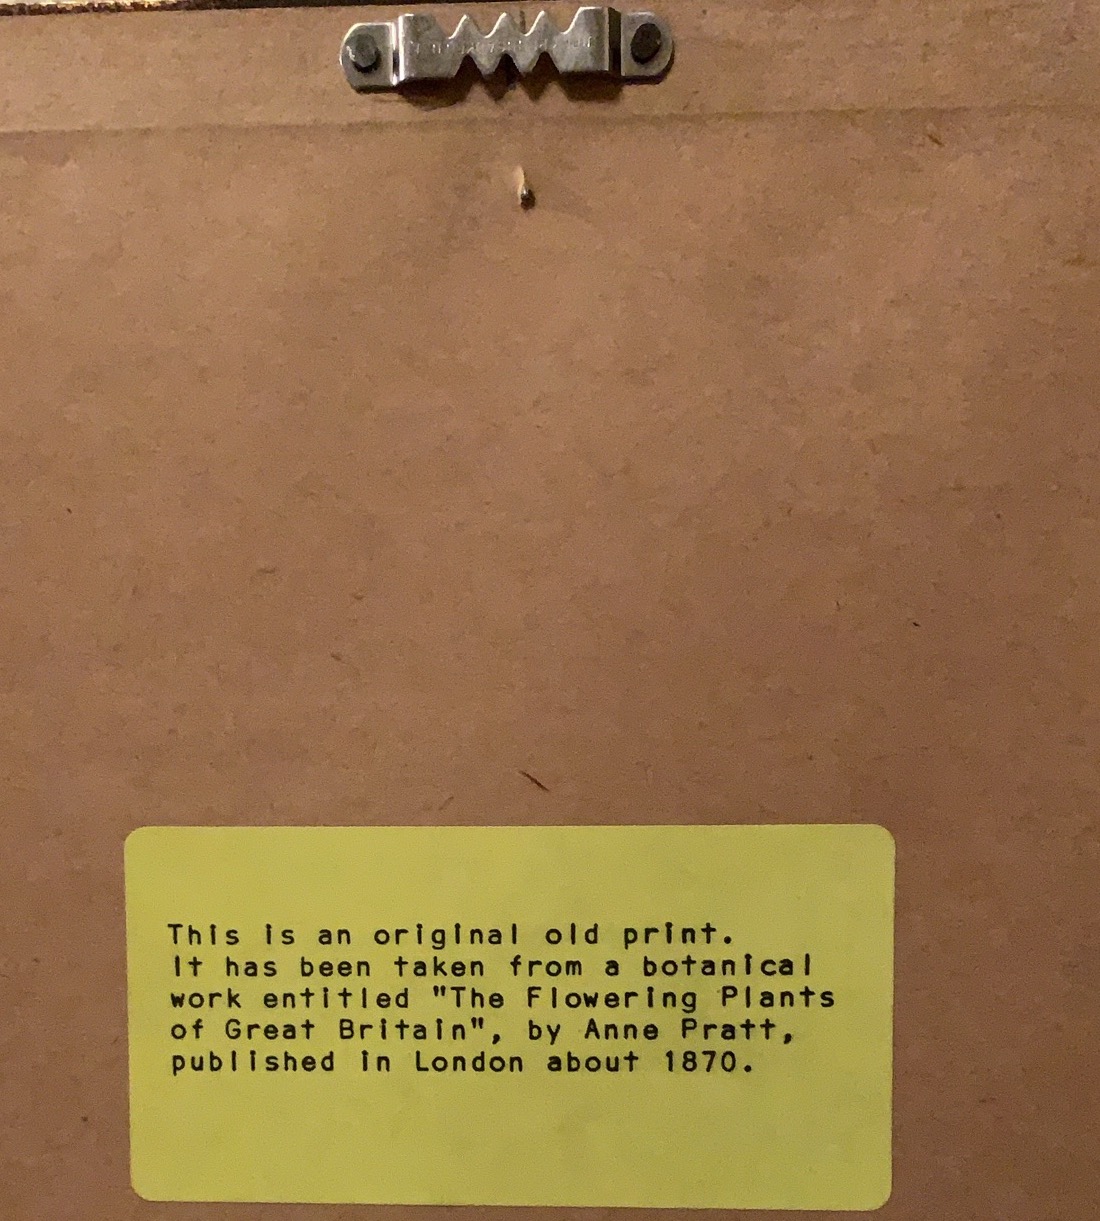 This is an original old print.
It has been taken from a botanical
work entitled "The Flowering Plants
of Great Britain", by Anne Pratt,
published in London about 1870.